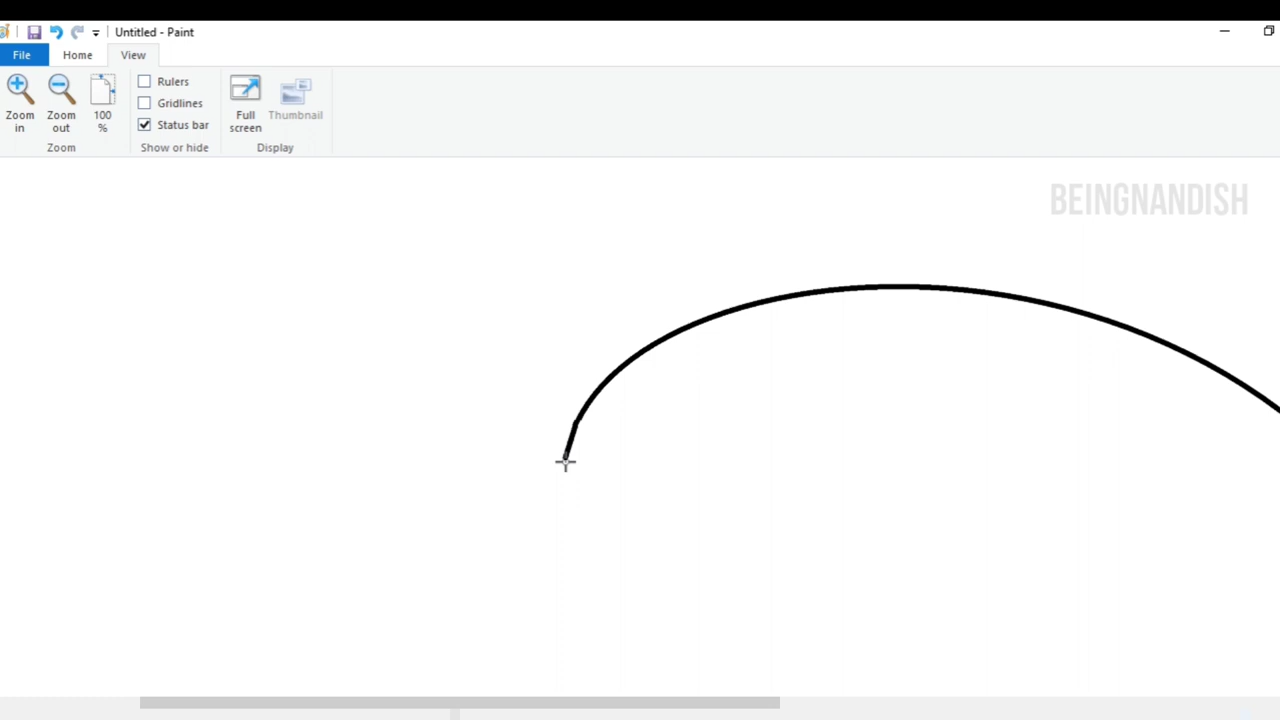 Untitled - Paint
File Home View
Zoom in
Zoom out
100 %
Rulers
Gridlines
Status bar
Full screen
Thumbnail
Zoom
Show or hide
Display
BEINGNANDISH